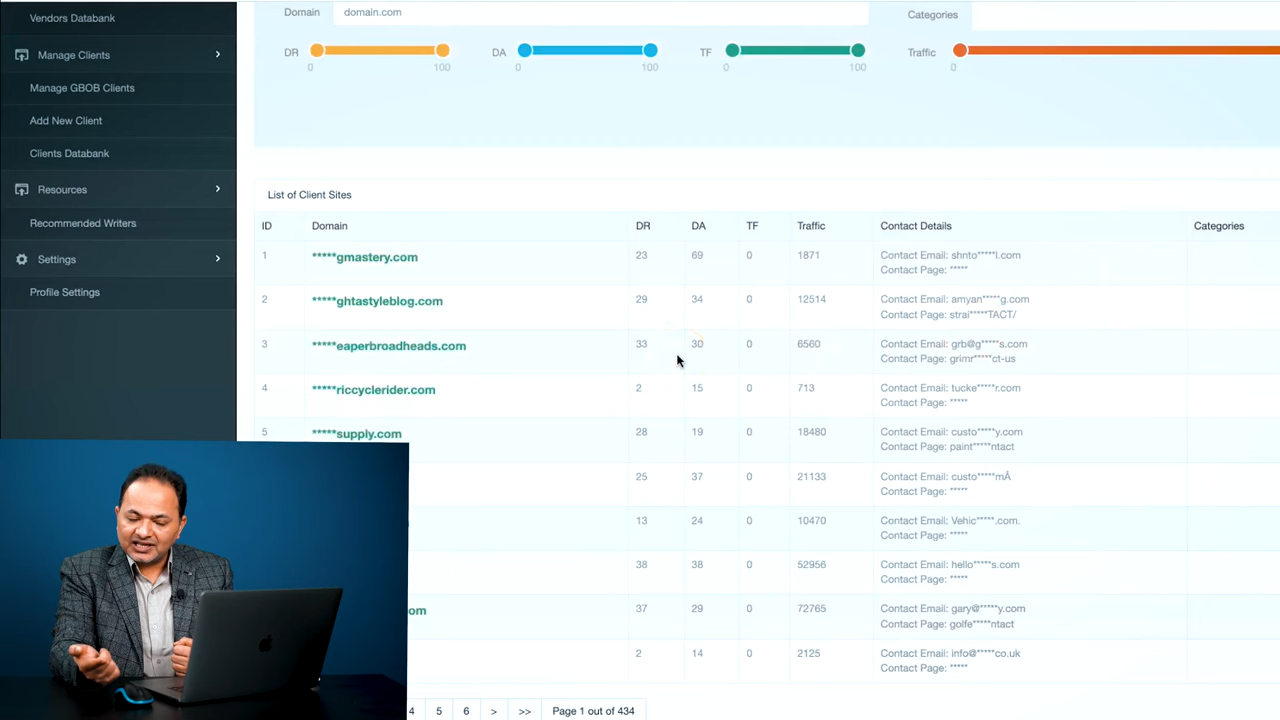 Vendors Databank
Manage Clients
Manage GBOB Clients
Add New Client
Clients Databank
Resources
Recommended Writers
Settings
Profile Settings
Domain domain.com Categories
DR DA TF Traffic
0 100 0 100 0 100 0
List of Client Sites
ID Domain DR DA TF Traffic Contact Details Categories
1 *****gmastery.com 23 69 0 1871 Contact Email: shnto*****l.com
Contact Page: *****
2 *****ghtastyleblog.com 29 34 0 12514 Contact Email: amyan*****g.com
Contact Page: strai*****TACT/
3 *****eaperbroadheads.com 33 30 0 6560 Contact Email: grb@g*****s.com
Contact Page: grimr*****ct-us
4 *****riccyclerider.com 2 15 0 713 Contact Email: tucke*****r.com
Contact Page: *****
5 *****supply.com 28 19 0 18480 Contact Email: custo*****y.com
Contact Page: paint*****ntact
25 37 0 21133 Contact Email: custo*****mÂ
Contact Page: *****
13 24 0 10470 Contact Email: Vehic*****.com.
Contact Page: *****
38 38 0 52956 Contact Email: hello*****s.com
Contact Page: *****
om 37 29 0 72765 Contact Email: gary@*****y.com
Contact Page: golfe*****ntact
2 14 0 2125 Contact Email: info@*****co.uk
Contact Page: *****
4 5 6 > >> Page 1 out of 434